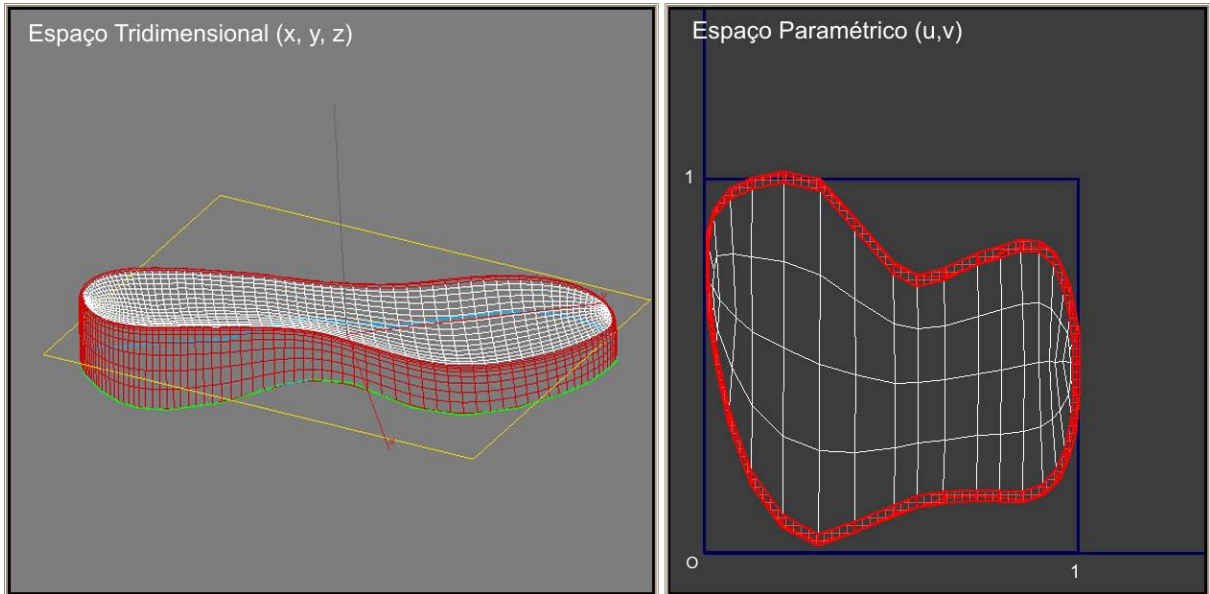 Espaço Tridimensional (x, y, z)
Espaço Paramétrico (u,v)
1
O
1